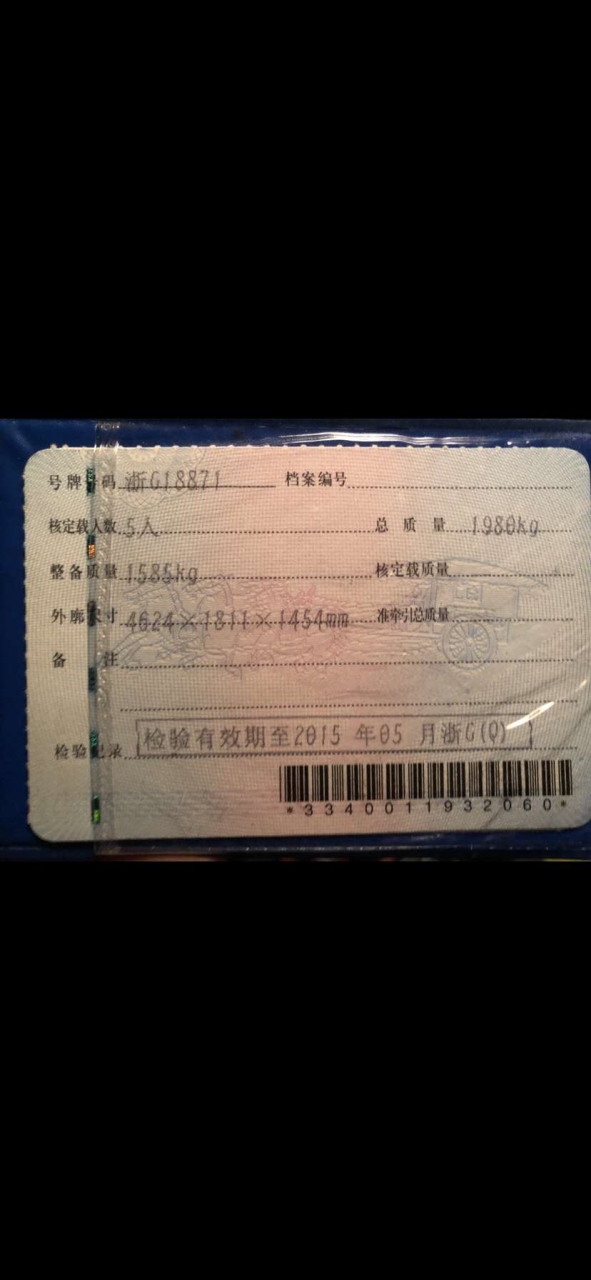 号牌号码 浙G18871 档案编号
核定载人数 5人 总质量 1980kg
整备质量 1585kg 核定载质量
外廓尺寸 4624×1811×1454mm 准牵引总质量
备注
检验记录 检验有效期至2015年05月浙G(Q)
*3340011932060*